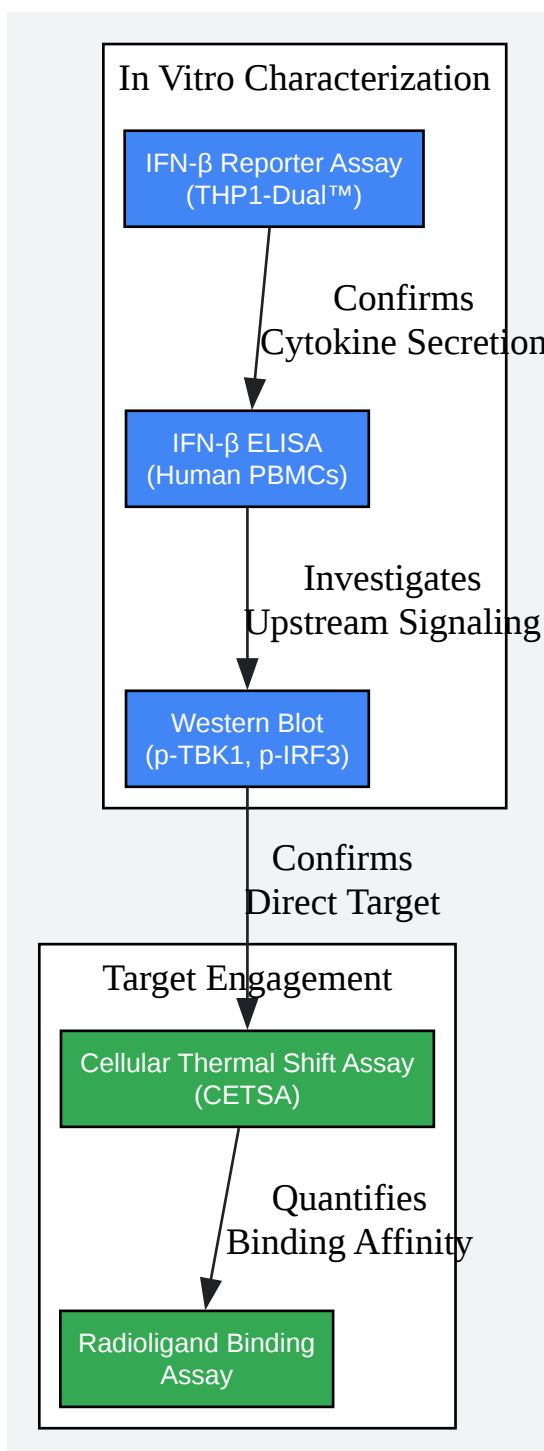 In Vitro Characterization
IFN-β Reporter Assay
(THP1-Dual™)
Confirms
Cytokine Secretion
IFN-β ELISA
(Human PBMCs)
Investigates
Upstream Signaling
Western Blot
(p-TBK1, p-IRF3)
Confirms
Direct Target
Target Engagement
Cellular Thermal Shift Assay
(CETSA)
Quantifies
Binding Affinity
Radioligand Binding
Assay